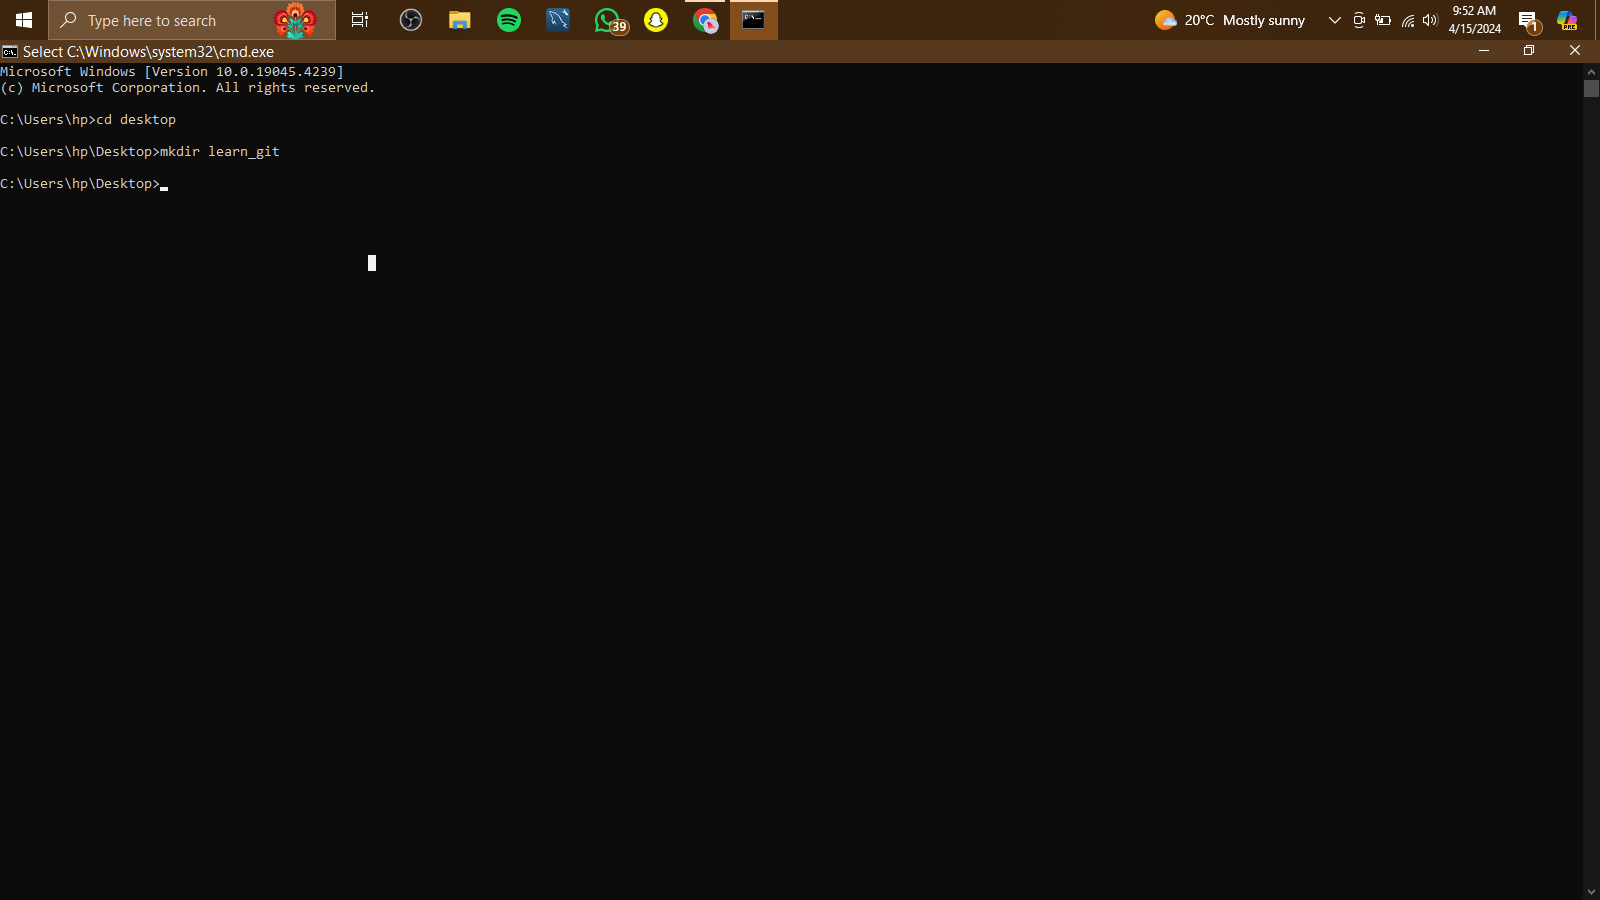 Type here to search
39
20°C Mostly sunny
9:52 AM
4/15/2024
1
PRE
Select C:\Windows\system32\cmd.exe
Microsoft Windows [Version 10.0.19045.4239]
(c) Microsoft Corporation. All rights reserved.
C:\Users\hp>cd desktop
C:\Users\hp\Desktop>mkdir learn_git
C:\Users\hp\Desktop>